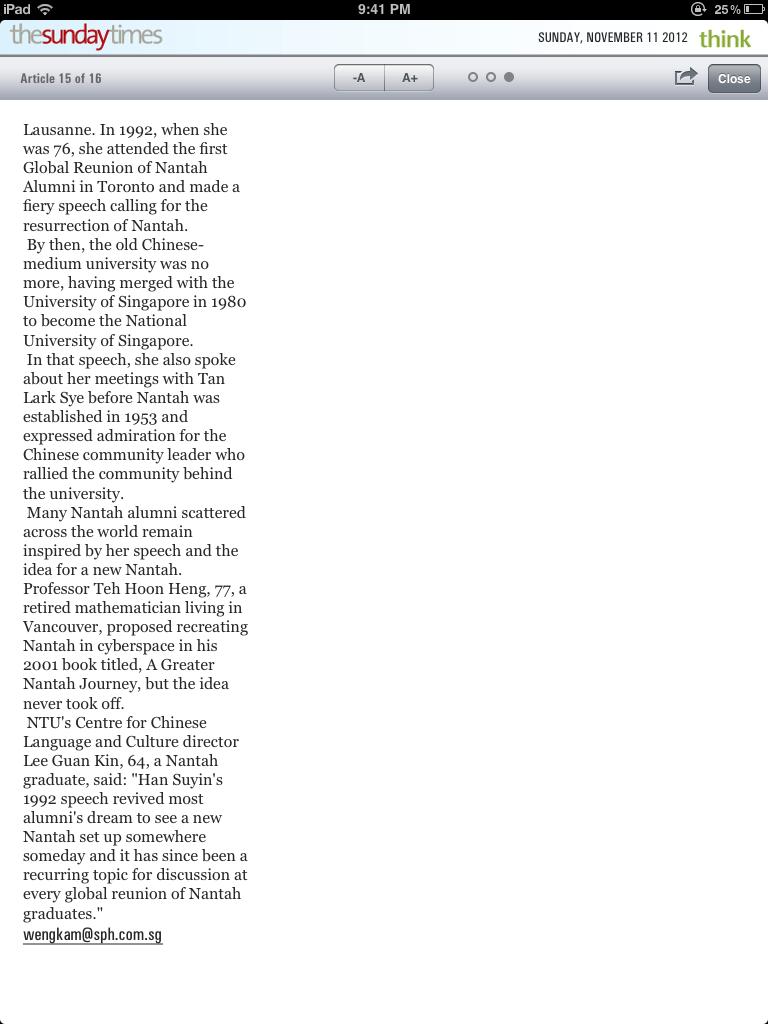 iPad
9:41 PM
25%
thesundaytimes
SUNDAY, NOVEMBER 11 2012
think
Article 15 of 16
-A
A+
Close
Lausanne. In 1992, when she
was 76, she attended the first
Global Reunion of Nantah
Alumni in Toronto and made a
fiery speech calling for the
resurrection of Nantah.
By then, the old Chinese-
medium university was no
more, having merged with the
University of Singapore in 1980
to become the National
University of Singapore.
In that speech, she also spoke
about her meetings with Tan
Lark Sye before Nantah was
established in 1953 and
expressed admiration for the
Chinese community leader who
rallied the community behind
the university.
Many Nantah alumni scattered
across the world remain
inspired by her speech and the
idea for a new Nantah.
Professor Teh Hoon Heng, 77, a
retired mathematician living in
Vancouver, proposed recreating
Nantah in cyberspace in his
2001 book titled, A Greater
Nantah Journey, but the idea
never took off.
NTU's Centre for Chinese
Language and Culture director
Lee Guan Kin, 64, a Nantah
graduate, said: "Han Suyin's
1992 speech revived most
alumni's dream to see a new
Nantah set up somewhere
someday and it has since been a
recurring topic for discussion at
every global reunion of Nantah
graduates."
wengkam@sph.com.sg